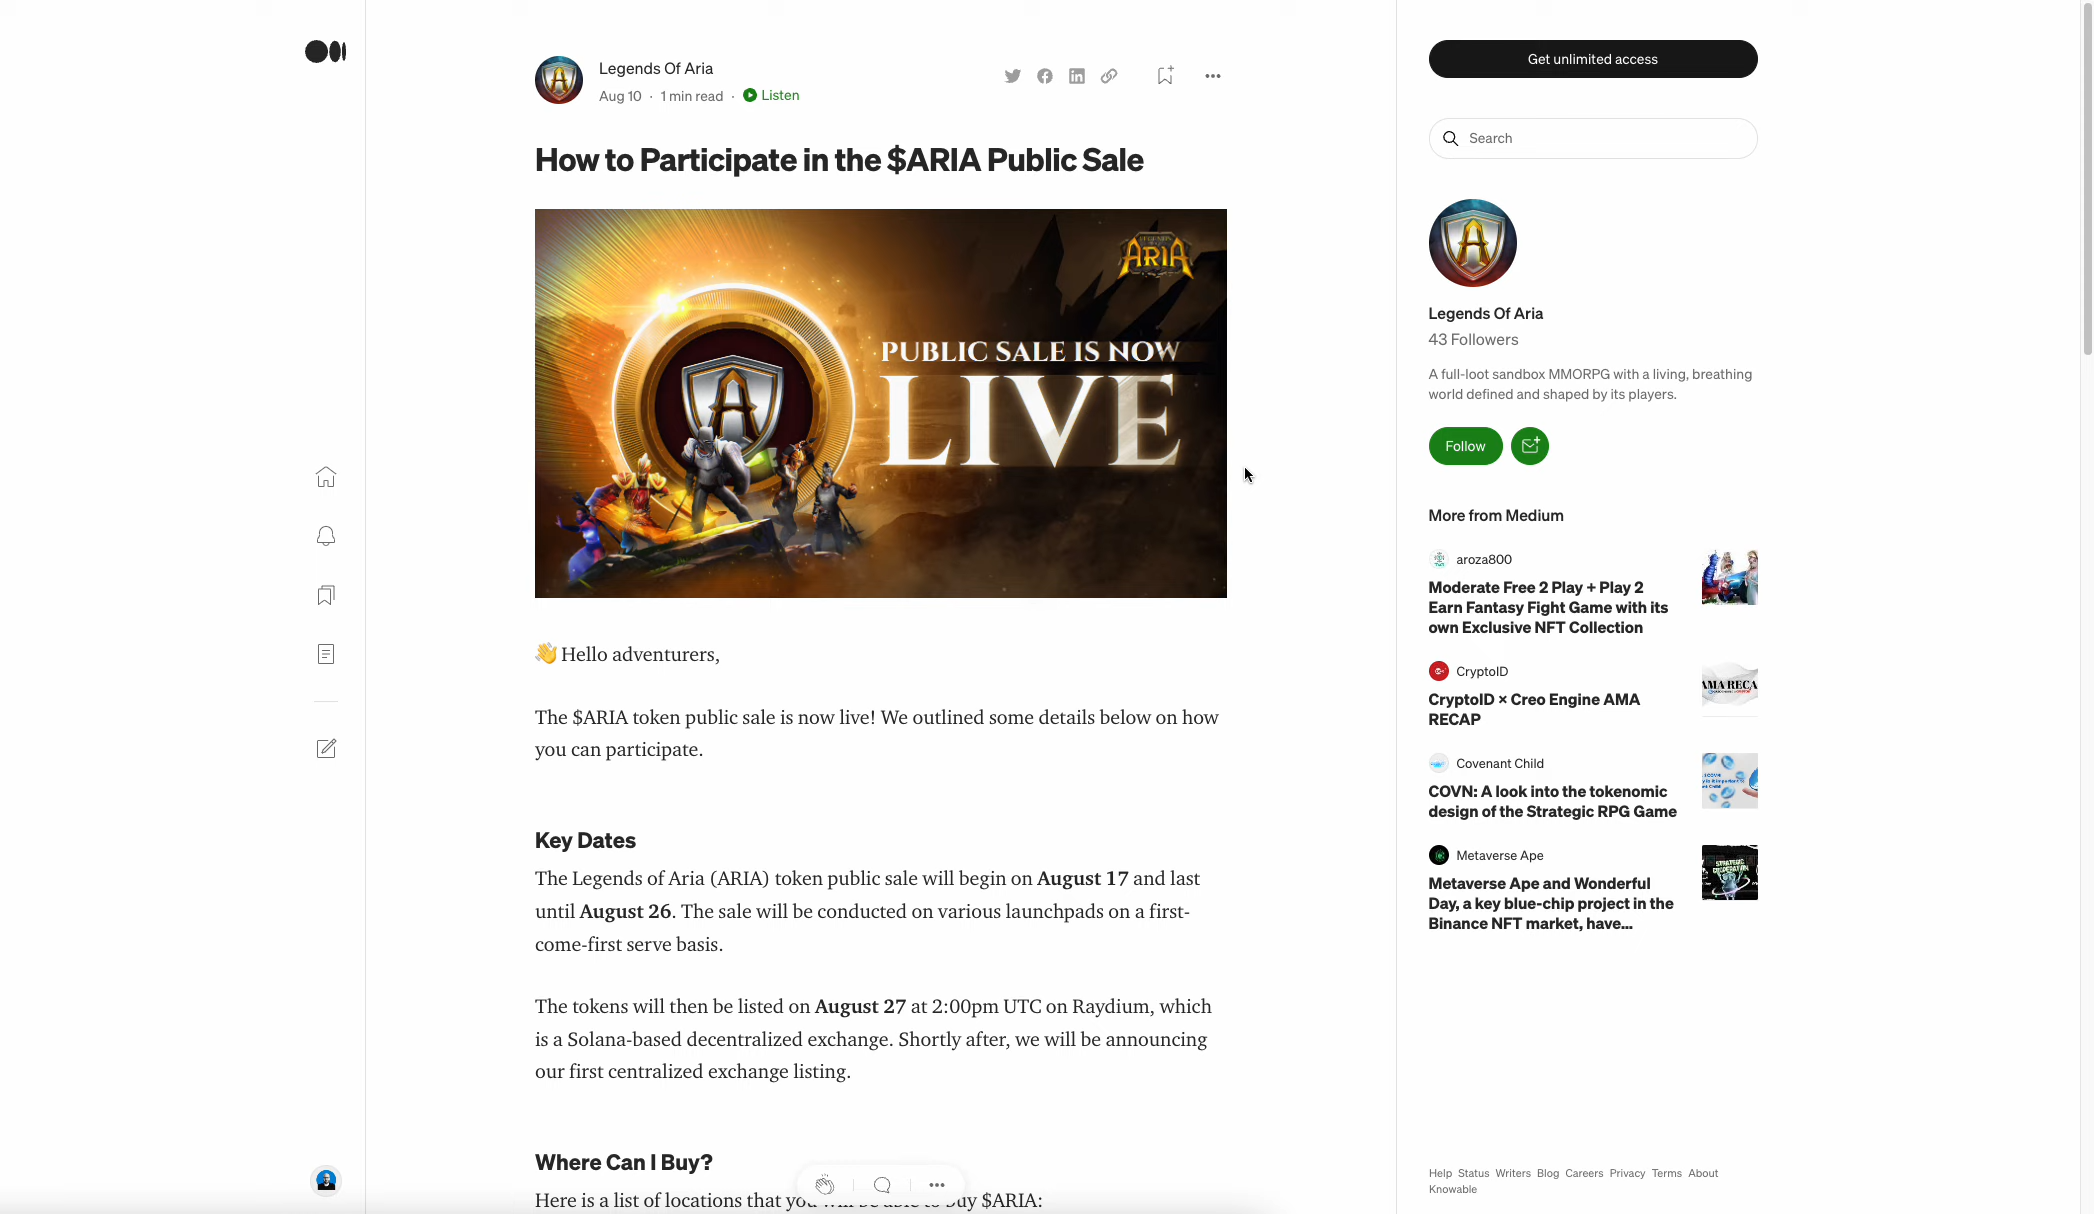 Legends Of Aria
Aug 10 · 1 min read · Listen
How to Participate in the $ARIA Public Sale
LEGENDS
ARIA
PUBLIC SALE IS NOW
LIVE
👋 Hello adventurers,
The $ARIA token public sale is now live! We outlined some details below on how
you can participate.
Key Dates
The Legends of Aria (ARIA) token public sale will begin on August 17 and last
until August 26. The sale will be conducted on various launchpads on a first-
come-first serve basis.
The tokens will then be listed on August 27 at 2:00pm UTC on Raydium, which
is a Solana-based decentralized exchange. Shortly after, we will be announcing
our first centralized exchange listing.
Where Can I Buy?
Here is a list of locations that you will be able to buy $ARIA:
Get unlimited access
Search
Legends Of Aria
43 Followers
A full-loot sandbox MMORPG with a living, breathing
world defined and shaped by its players.
Follow
More from Medium
aroza800
Moderate Free 2 Play + Play 2
Earn Fantasy Fight Game with its
own Exclusive NFT Collection
CryptoID
CryptoID × Creo Engine AMA
RECAP
AMA RECA
Covenant Child
COVN: A look into the tokenomic
design of the Strategic RPG Game
Metaverse Ape
Metaverse Ape and Wonderful
Day, a key blue-chip project in the
Binance NFT market, have...
STRATEGIC
COOPERATION
Help Status Writers Blog Careers Privacy Terms About
Knowable